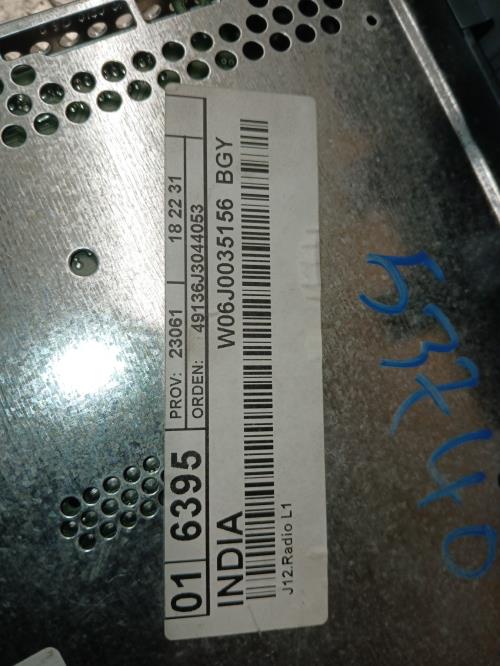 01 6395 PROV: 23061 18 22 31
ORDEN: 49136J3044053
INDIA W06J0035156 BGY
J12.Radio L1